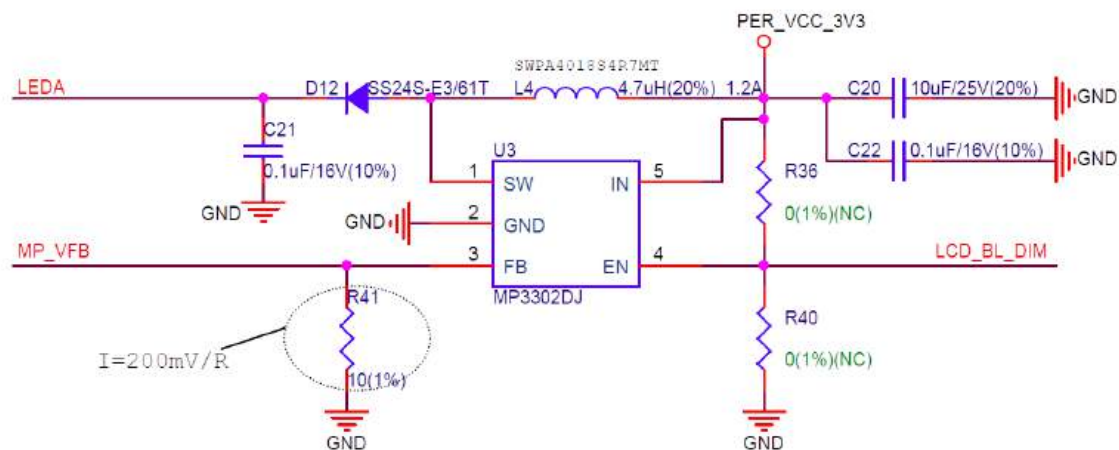 PER_VCC_3V3
SWPA4018S4R7MT
LEDA
D12
SS24S-E3/61T
L4
4.7uH(20%)
1.2A
C20
10uF/25V(20%)
GND
C21
0.1uF/16V(10%)
GND
U3
1
SW
IN
5
2
GND
GND
3
FB
EN
4
MP3302DJ
C22
0.1uF/16V(10%)
GND
R36
0(1%)(NC)
MP_VFB
LCD_BL_DIM
R41
10(1%)
I=200mV/R
GND
R40
0(1%)(NC)
GND